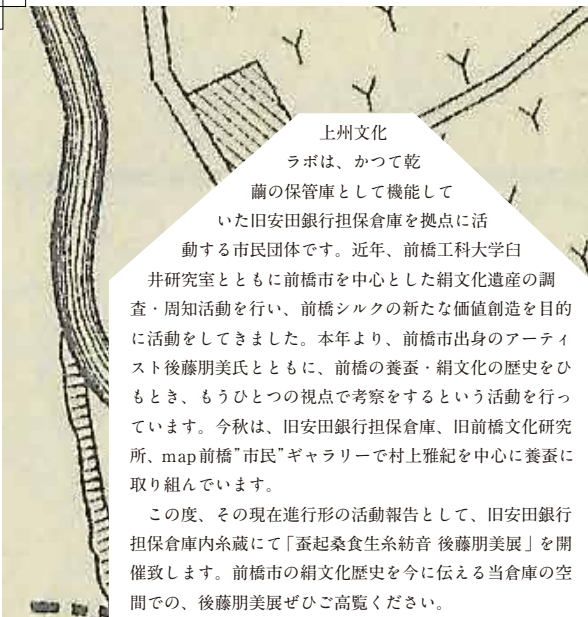 上州文化
ラボは、かつて乾
繭の保管庫として機能して
いた旧安田銀行担保倉庫を拠点に活
動する市民団体です。近年、前橋工科大学臼
井研究室とともに前橋市を中心とした絹文化遺産の調
査・周知活動を行い、前橋シルクの新たな価値創造を目的
に活動をしてきました。本年より、前橋市出身のアーティ
スト後藤朋美氏とともに、前橋の養蚕・絹文化の歴史をひ
もとき、もうひとつの視点で考察をするという活動を行っ
ています。今秋は、旧安田銀行担保倉庫、旧前橋文化研究
所、map前橋”市民”ギャラリーで村上雅紀を中心に養蚕に
取り組んでいます。
この度、その現在進行形の活動報告として、旧安田銀行
担保倉庫内糸蔵にて「蚕起桑食生糸紡音 後藤朋美展」を開
催致します。前橋市の絹文化歴史を今に伝える当倉庫の空
間での、後藤朋美展ぜひご高覧ください。